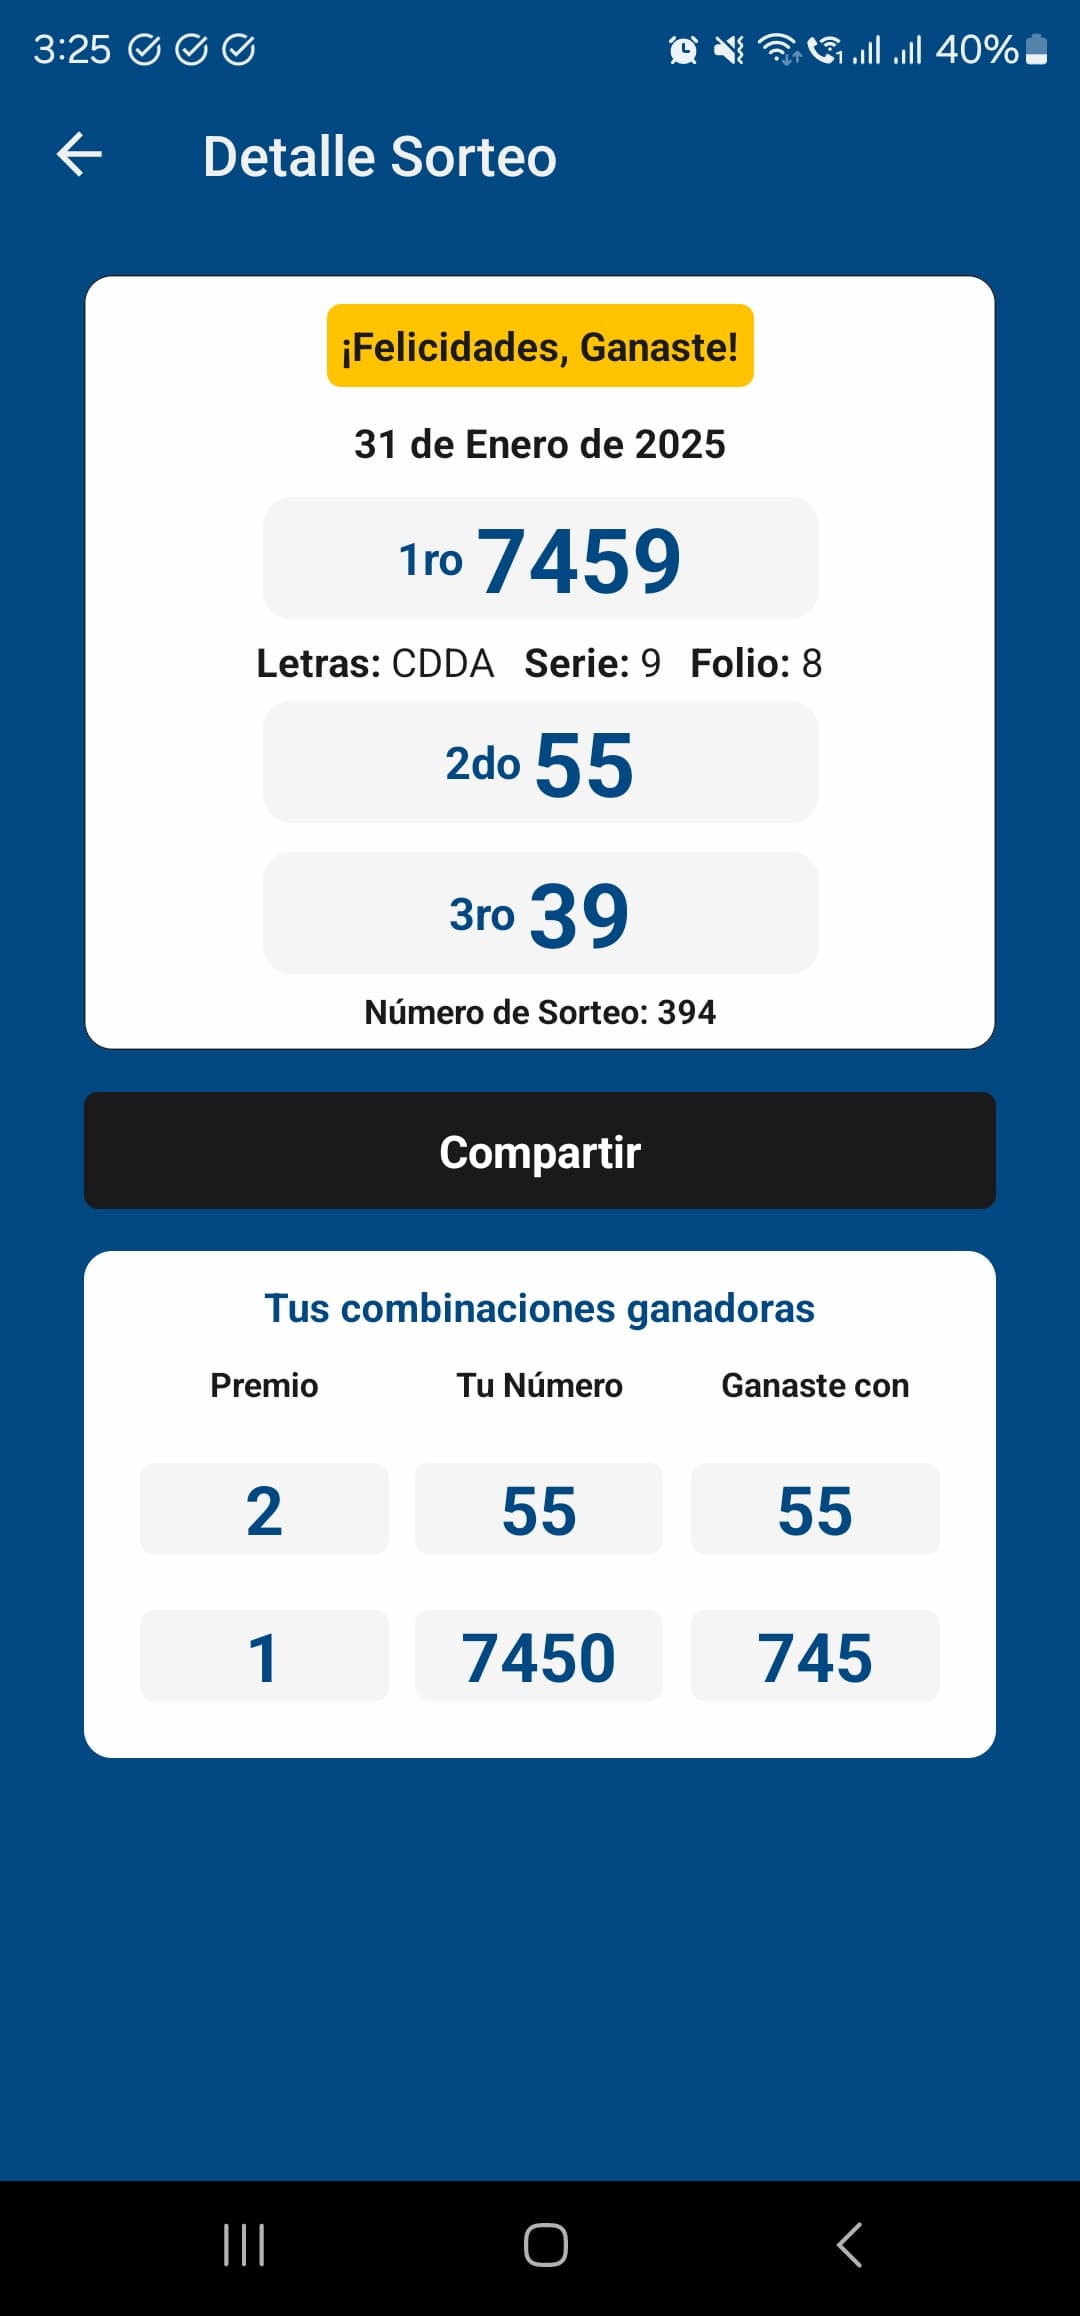 3:25
40%
Detalle Sorteo
¡Felicidades, Ganaste!
31 de Enero de 2025
1ro 7459
Letras: CDDA Serie: 9 Folio: 8
2do 55
3ro 39
Número de Sorteo: 394
Compartir
Tus combinaciones ganadoras
Premio Tu Número Ganaste con
2 55 55
1 7450 745